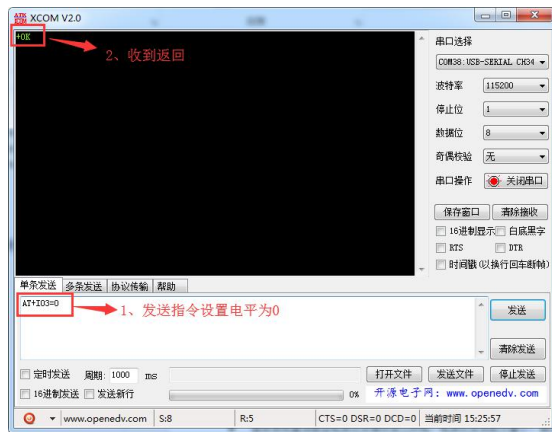 XCOM V2.0
+OK
2、收到返回
串口选择
COM38:USB-SERIAL CH34
波特率 115200
停止位 1
数据位 8
奇偶校验 无
串口操作 关闭串口
保存窗口 清除接收
16进制显示 白底黑字
RTS DTR
时间戳(以换行回车断帧)
单条发送 多条发送 协议传输 帮助
AT+IO3=0
1、发送指令设置电平为0
发送
清除发送
定时发送 周期: 1000 ms 打开文件 发送文件 停止发送
16进制发送 发送新行 0% 开源电子网：www.openedv.com
www.openedv.com S:8 R:5 CTS=0 DSR=0 DCD=0 当前时间 15:25:57